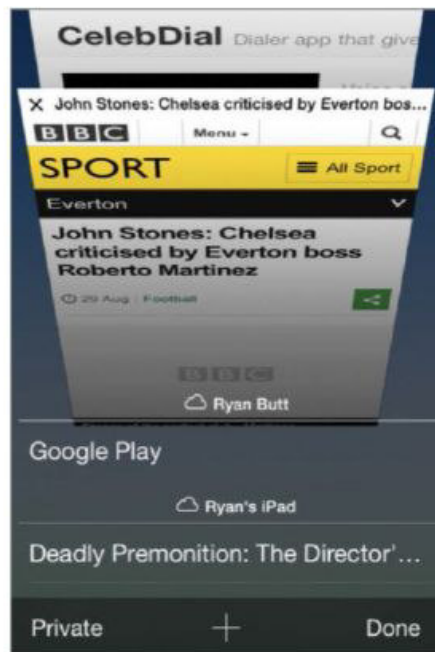 CelebDial Dialer app that give
X John Stones: Chelsea criticised by Everton bos...
BBC Menu
SPORT All Sport
Everton
John Stones: Chelsea
criticised by Everton boss
Roberto Martinez
29 Aug Football
BBC
Ryan Butt
Google Play
Ryan's iPad
Deadly Premonition: The Director'...
Private + Done